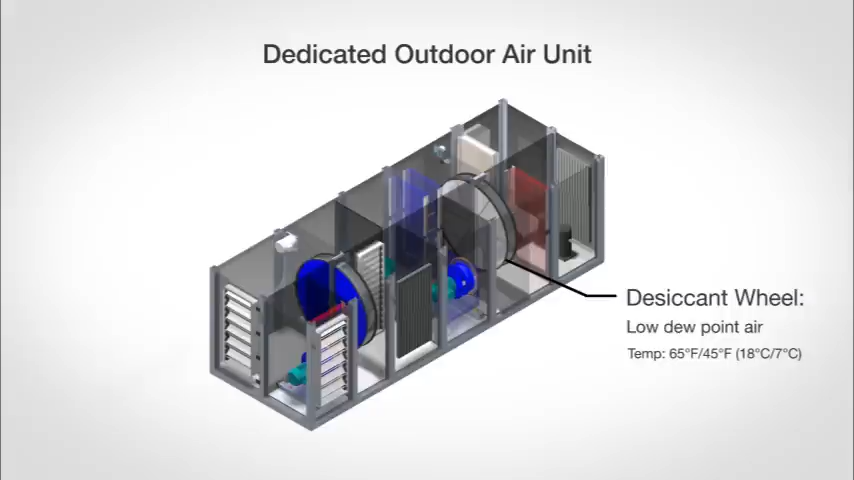 Dedicated Outdoor Air Unit
Desiccant Wheel:
Low dew point air
Temp: 65°F/45°F (18°C/7°C)